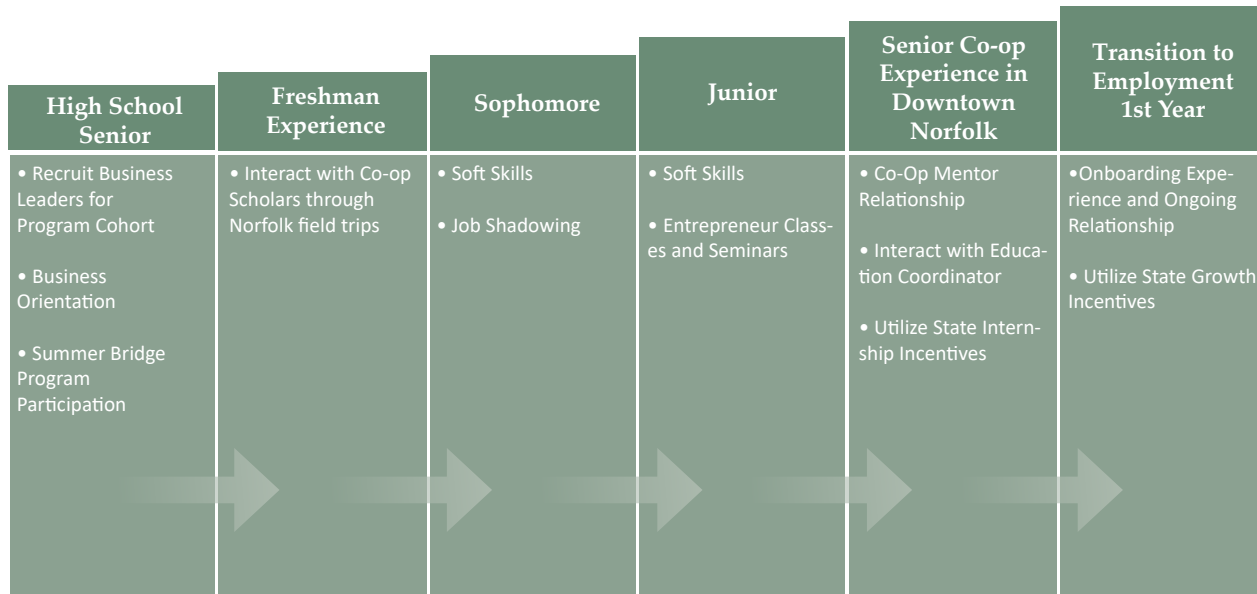 High School
Senior
• Recruit Business
Leaders for
Program Cohort
• Business
Orientation
• Summer Bridge
Program
Participation
Freshman
Experience
• Interact with Co-op
Scholars through
Norfolk field trips
Sophomore
• Soft Skills
• Job Shadowing
Junior
• Soft Skills
• Entrepreneur Class-
es and Seminars
Senior Co-op
Experience in
Downtown
Norfolk
• Co-Op Mentor
Relationship
• Interact with Educa-
tion Coordinator
• Utilize State Intern-
ship Incentives
Transition to
Employment
1st Year
•Onboarding Expe-
rience and Ongoing
Relationship
• Utilize State Growth
Incentives